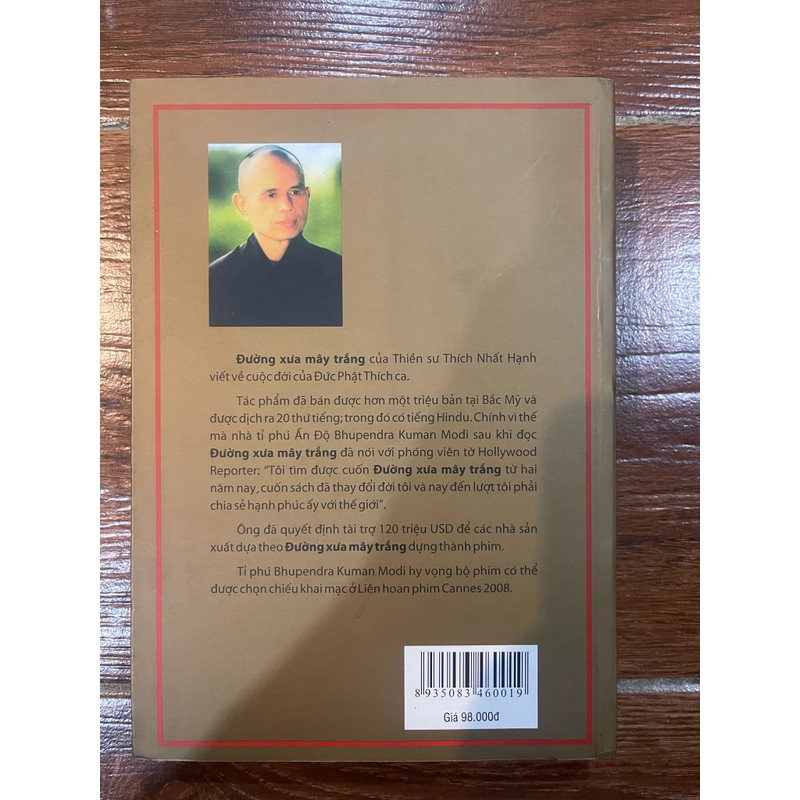 Đường xưa mây trắng của Thiền sư Thích Nhất Hạnh
viết về cuộc đời của Đức Phật Thích ca.
Tác phẩm đã bán được hơn một triệu bản tại Bắc Mỹ và
được dịch ra 20 thứ tiếng; trong đó có tiếng Hindu. Chính vì thế
mà nhà tỉ phú Ấn Độ Bhupendra Kuman Modi sau khi đọc
Đường xưa mây trắng đã nói với phóng viên tờ Hollywood
Reporter: “Tôi tìm được cuốn Đường xưa mây trắng từ hai
năm nay, cuốn sách đã thay đổi đời tôi và nay đến lượt tôi phải
chia sẻ hạnh phúc ấy với thế giới”.
Ông đã quyết định tài trợ 120 triệu USD để các nhà sản
xuất dựa theo Đường xưa mây trắng dựng thành phim.
Tỉ phú Bhupendra Kuman Modi hy vọng bộ phim có thể
được chọn chiếu khai mạc ở Liên hoan phim Cannes 2008.
8 935083 460019
Giá 98.000đ